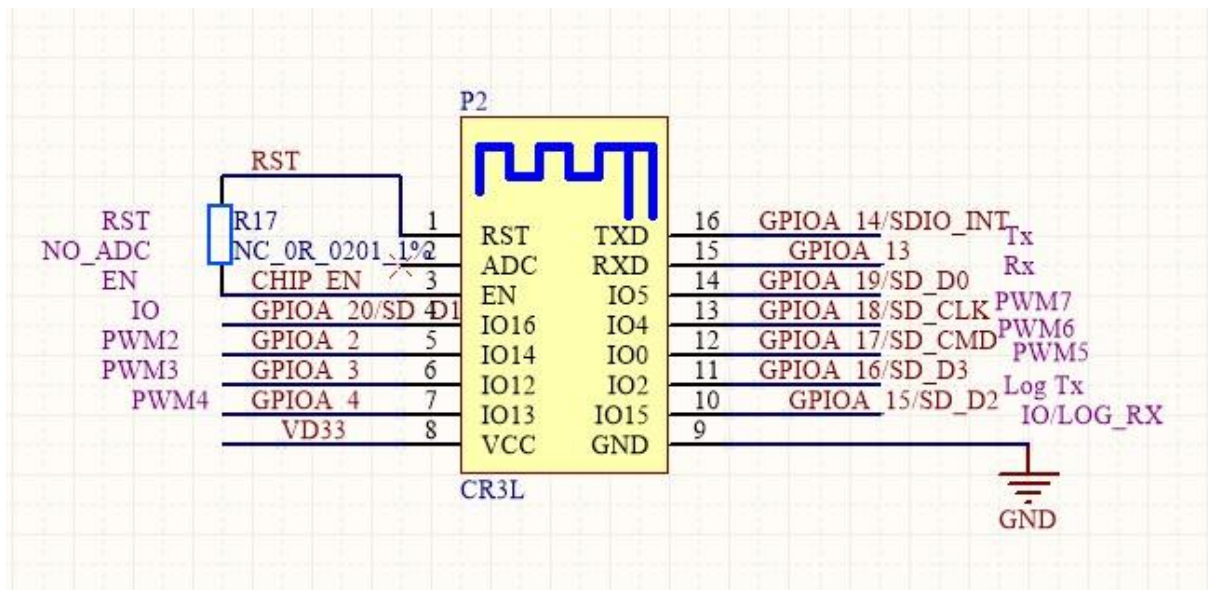 P2
RST
RST
R17
1
RST
TXD
16
GPIOA_14/SDIO_INT
Tx
NO_ADC
NC_0R_0201_1%
2
ADC
RXD
15
GPIOA_13
Rx
EN
CHIP_EN
3
EN
IO5
14
GPIOA_19/SD_D0
PWM7
IO
GPIOA_20/SD_D1
4
IO16
IO4
13
GPIOA_18/SD_CLK
PWM6
PWM2
GPIOA_2
5
IO14
IO0
12
GPIOA_17/SD_CMD
PWM5
PWM3
GPIOA_3
6
IO12
IO2
11
GPIOA_16/SD_D3
Log Tx
PWM4
GPIOA_4
7
IO13
IO15
10
GPIOA_15/SD_D2
IO/LOG_RX
VD33
8
VCC
GND
9
CR3L
GND